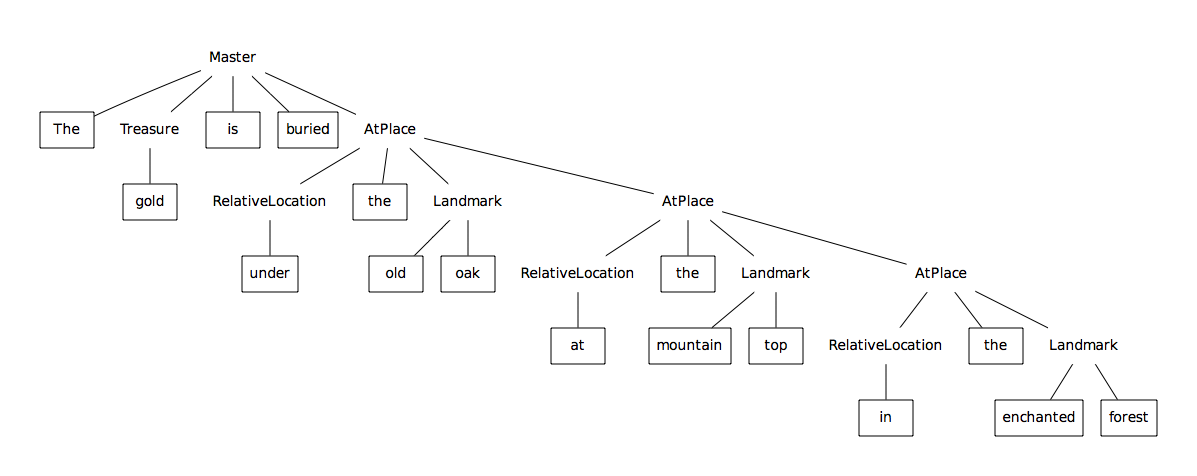 Master
The Treasure is buried AtPlace
gold RelativeLocation the Landmark AtPlace
under old oak RelativeLocation the Landmark AtPlace
at mountain top RelativeLocation the Landmark
in enchanted forest